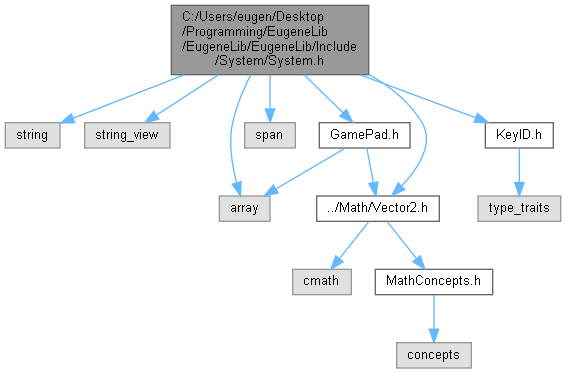 C:/Users/eugen/Desktop
/Programming/EugeneLib
/EugeneLib/EugeneLib/Include
/System/System.h
string
string_view
span
GamePad.h
KeyID.h
array
../Math/Vector2.h
type_traits
cmath
MathConcepts.h
concepts